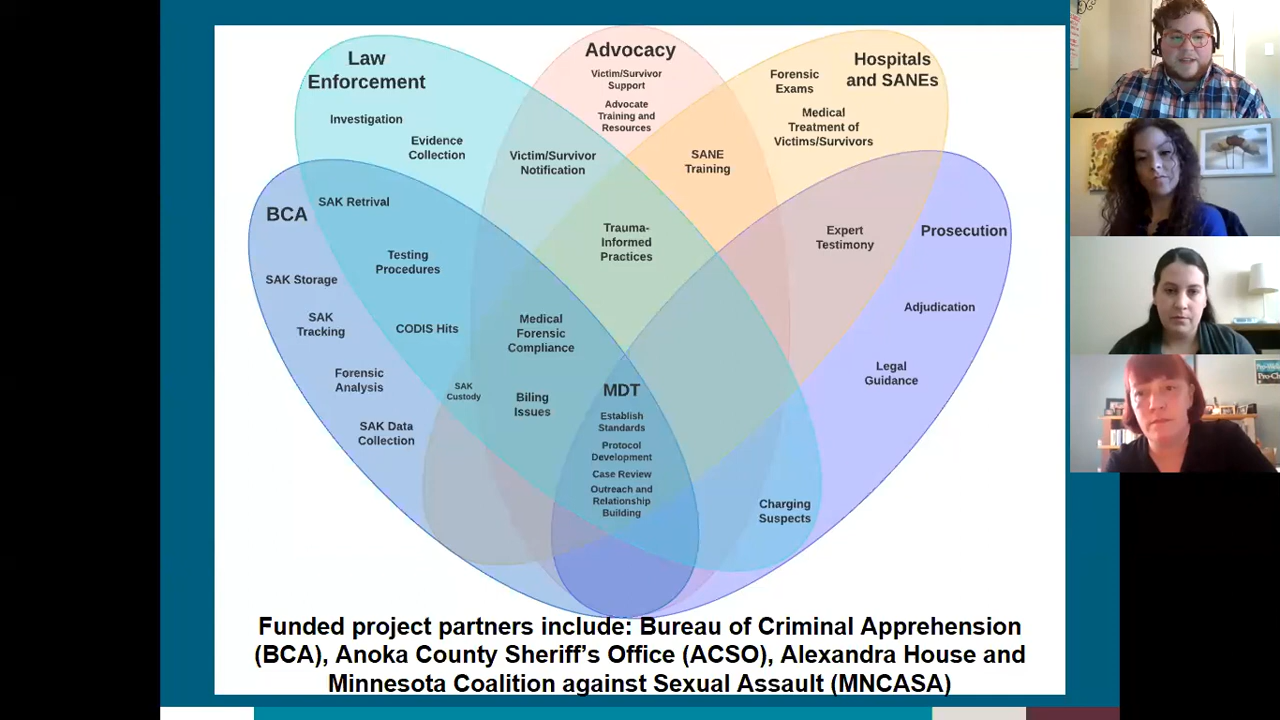 Law
Enforcement
Advocacy
Hospitals
and SANEs
Victim/Survivor
Support
Advocate
Training and
Resources
Forensic
Exams
Medical
Treatment of
Victims/Survivors
Investigation
Evidence
Collection
Victim/Survivor
Notification
SANE
Training
BCA
SAK Retrival
Trauma-
Informed
Practices
Expert
Testimony
Prosecution
Testing
Procedures
SAK Storage
SAK
Tracking
CODIS Hits
Medical
Forensic
Compliance
Adjudication
Forensic
Analysis
SAK
Custody
Biling
Issues
MDT
Legal
Guidance
Establish
Standards
Protocol
Development
Case Review
Outreach and
Relationship
Building
SAK Data
Collection
Charging
Suspects
Funded project partners include: Bureau of Criminal Apprehension
(BCA), Anoka County Sheriff's Office (ACSO), Alexandra House and
Minnesota Coalition against Sexual Assault (MNCASA)